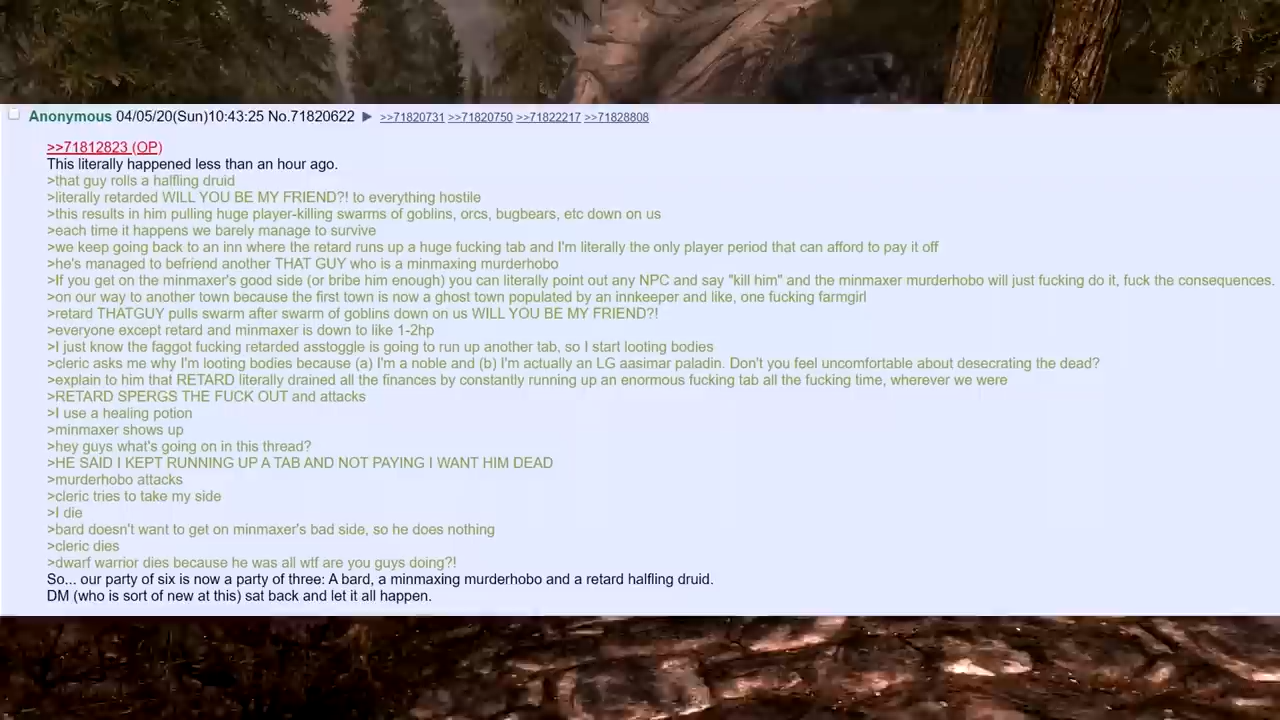 Anonymous 04/05/20(Sun)10:43:25 No.71820622 ▶ >>71820731 >>71820750 >>71822217 >>71828808
>>71812823 (OP)
This literally happened less than an hour ago.
>that guy rolls a halfling druid
>literally retarded WILL YOU BE MY FRIEND?! to everything hostile
>this results in him pulling huge player-killing swarms of goblins, orcs, bugbears, etc down on us
>each time it happens we barely manage to survive
>we keep going back to an inn where the retard runs up a huge fucking tab and I'm literally the only player period that can afford to pay it off
>he's managed to befriend another THAT GUY who is a minmaxing murderhobo
>If you get on the minmaxer's good side (or bribe him enough) you can literally point out any NPC and say "kill him" and the minmaxer murderhobo will just fucking do it, fuck the consequences.
>on our way to another town because the first town is now a ghost town populated by an innkeeper and like, one fucking farmgirl
>retard THATGUY pulls swarm after swarm of goblins down on us WILL YOU BE MY FRIEND?!
>everyone except retard and minmaxer is down to like 1-2hp
>I just know the faggot fucking retarded asstoggle is going to run up another tab, so I start looting bodies
>cleric asks me why I'm looting bodies because (a) I'm a noble and (b) I'm actually an LG aasimar paladin. Don't you feel uncomfortable about desecrating the dead?
>explain to him that RETARD literally drained all the finances by constantly running up an enormous fucking tab all the fucking time, wherever we were
>RETARD SPERGS THE FUCK OUT and attacks
>I use a healing potion
>minmaxer shows up
>hey guys what's going on in this thread?
>HE SAID I KEPT RUNNING UP A TAB AND NOT PAYING I WANT HIM DEAD
>murderhobo attacks
>cleric tries to take my side
>I die
>bard doesn't want to get on minmaxer's bad side, so he does nothing
>cleric dies
>dwarf warrior dies because he was all wtf are you guys doing?!
So... our party of six is now a party of three: A bard, a minmaxing murderhobo and a retard halfling druid.
DM (who is sort of new at this) sat back and let it all happen.